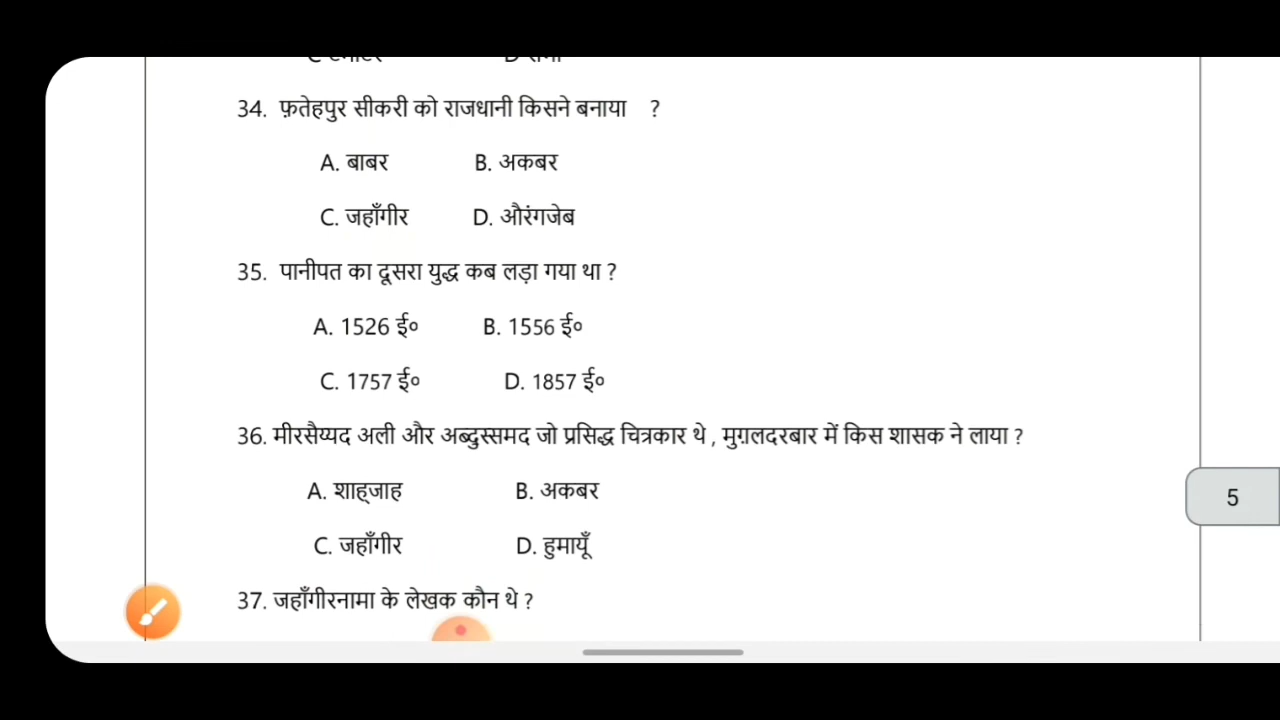 34. फ़तेहपुर सीकरी को राजधानी किसने बनाया ?
A. बाबर B. अकबर
C. जहाँगीर D. औरंगजेब
35. पानीपत का दूसरा युद्ध कब लड़ा गया था ?
A. 1526 ई० B. 1556 ई०
C. 1757 ई० D. 1857 ई०
36. मीरसैय्यद अली और अब्दुस्समद जो प्रसिद्ध चित्रकार थे , मुग़लदरबार में किस शासक ने लाया ?
A. शाह्जाह B. अकबर
5
C. जहाँगीर D. हुमायूँ
37. जहाँगीरनामा के लेखक कौन थे ?